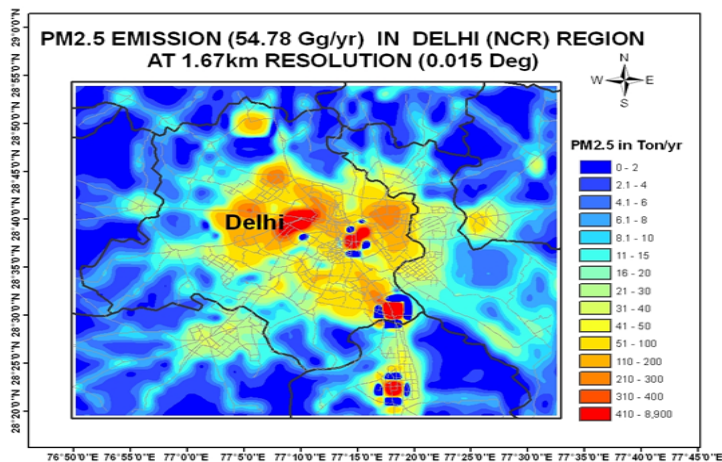 PM2.5 EMISSION (54.78 Gg/yr) IN DELHI (NCR) REGION
AT 1.67km RESOLUTION (0.015 Deg)
N
W E
S
PM2.5 in Ton/yr
0 - 2
2.1 - 4
4.1 - 6
6.1 - 8
8.1 - 10
11 - 15
16 - 20
21 - 30
31 - 40
41 - 50
51 - 100
110 - 200
210 - 300
310 - 400
410 - 8,900
Delhi
29°0'0"N
28°55'0"N
28°50'0"N
28°45'0"N
28°40'0"N
28°35'0"N
28°30'0"N
28°25'0"N
28°20'0"N
76°50'0"E 77°0'0"E 77°5'0"E 77°10'0"E 77°15'0"E 77°20'0"E 77°25'0"E 77°30'0"E 77°35'0"E 77°40'0"E 77°45'0"E